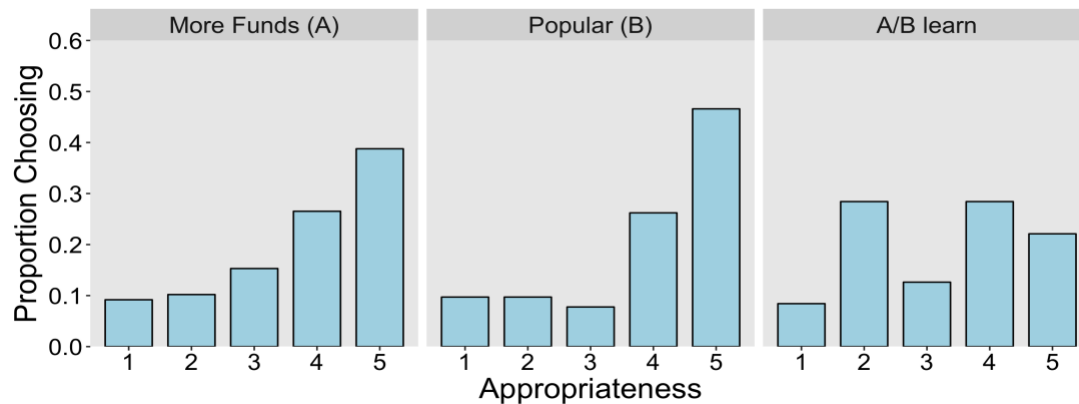 More Funds (A) Popular (B) A/B learn
Proportion Choosing
0.6
0.5
0.4
0.3
0.2
0.1
0.0
1 2 3 4 5 1 2 3 4 5 1 2 3 4 5
Appropriateness